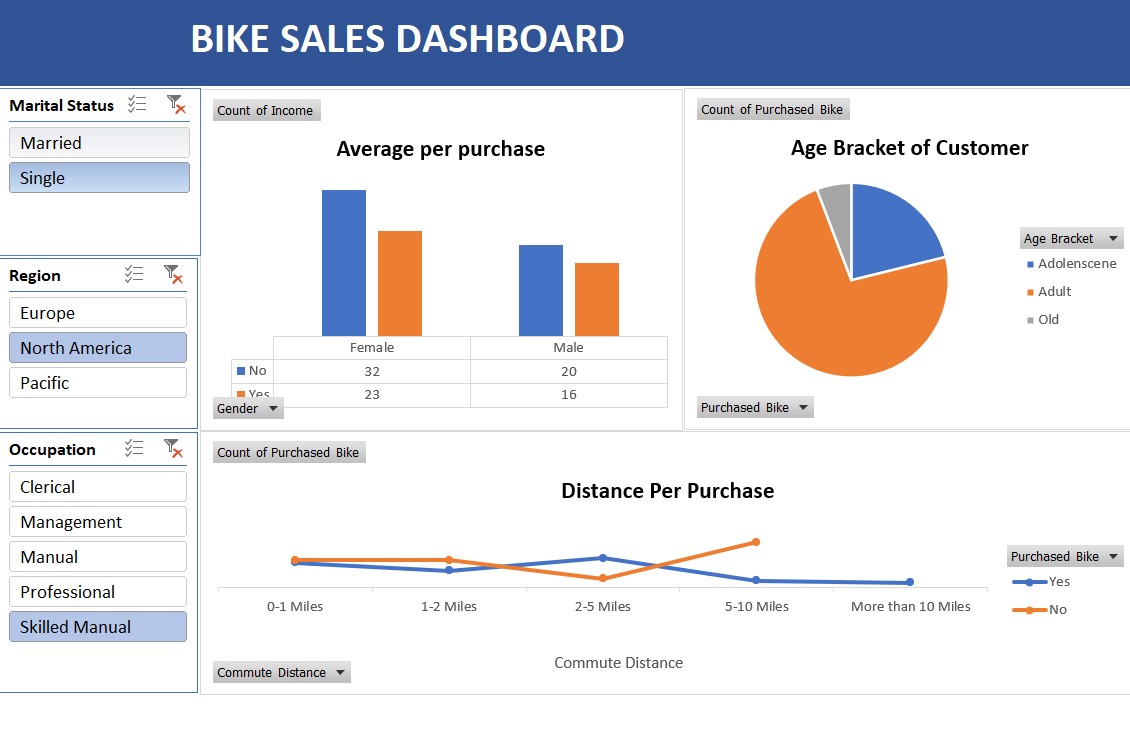 BIKE SALES DASHBOARD
Marital Status
Married
Single
Region
Europe
North America
Pacific
Occupation
Clerical
Management
Manual
Professional
Skilled Manual
Count of Income
Average per purchase
Female Male
No 32 20
Yes 23 16
Gender
Count of Purchased Bike
Age Bracket of Customer
Age Bracket
Adolenscene
Adult
Old
Purchased Bike
Count of Purchased Bike
Distance Per Purchase
0-1 Miles 1-2 Miles 2-5 Miles 5-10 Miles More than 10 Miles
Commute Distance
Purchased Bike
Yes
No
Commute Distance